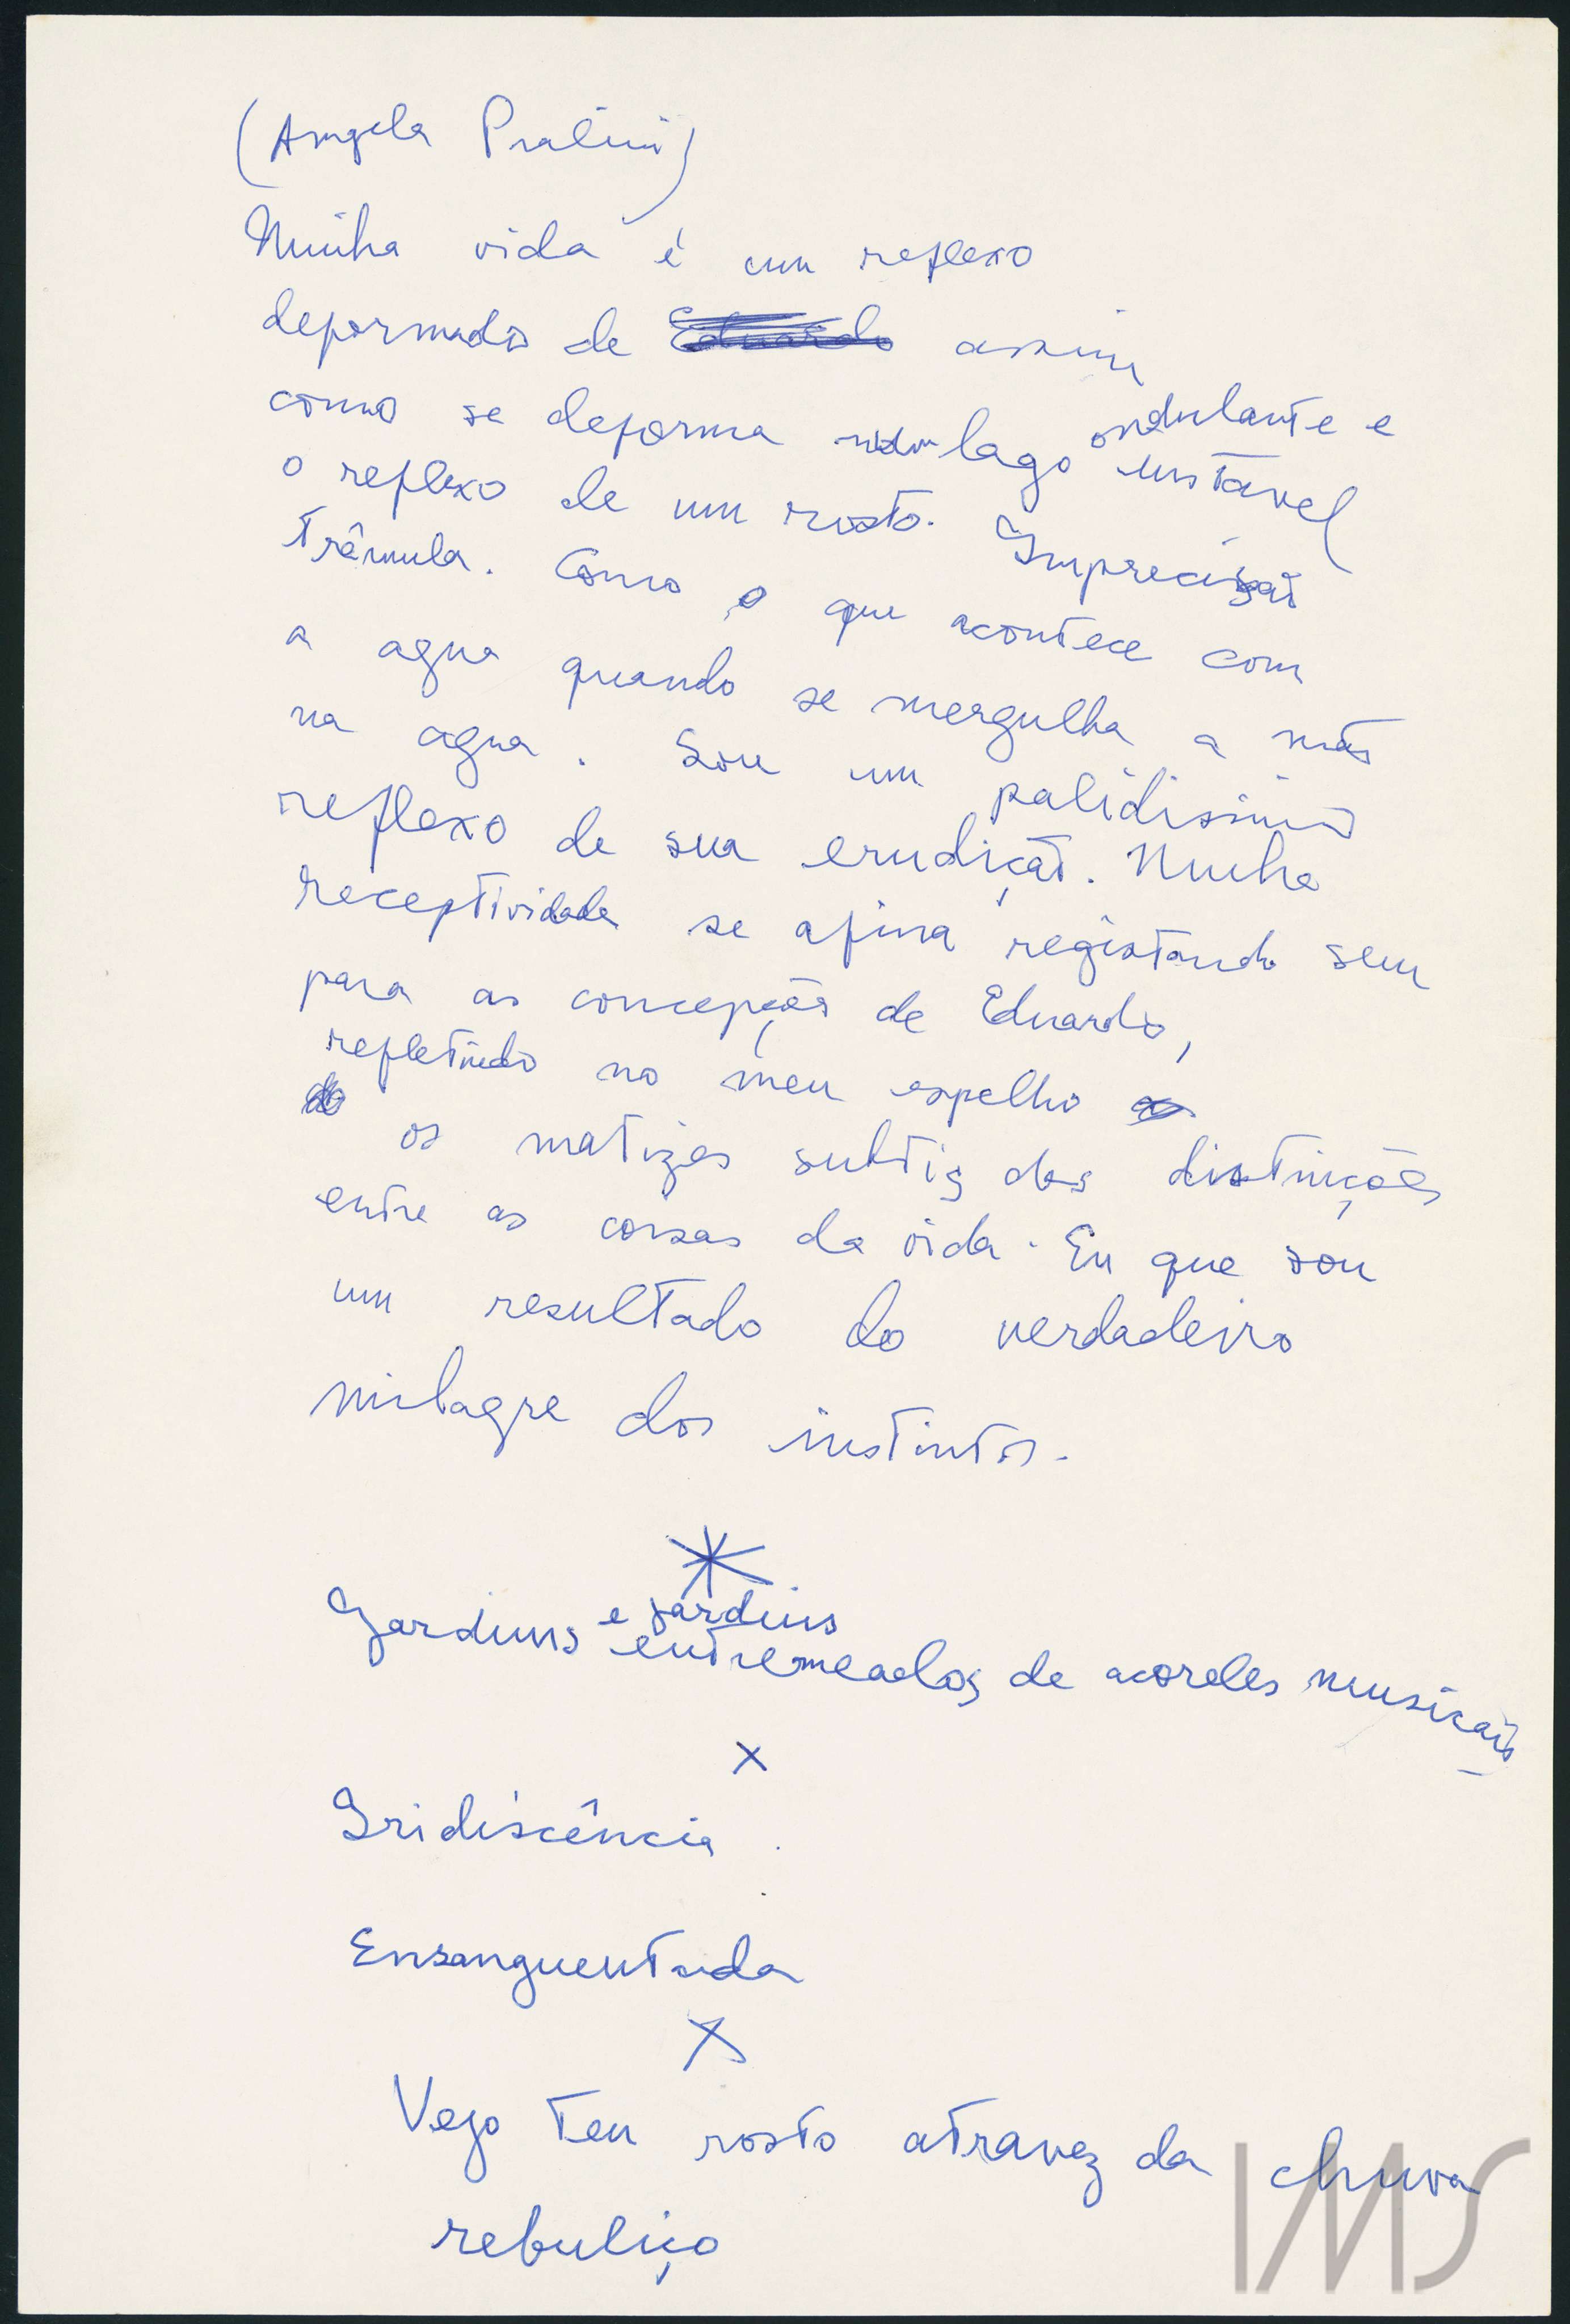 (Angela Pralini)
Minha vida é um reflexo
deformado de Eduardo assim
como se deforma num lago ondulante e
instavel
o reflexo de um rosto. Imprecisão
trêmula. Como o que acontece com
a agua quando se mergulha a mão
na agua. Sou um palidissimo
reflexo de sua erudição. Minha
receptividade se afina registando sem
para as concepções de Eduardo,
refletindo no meu espelho
os matizes subtis das distinções
entre as coisas da vida. Eu que sou
um resultado do verdadeiro
milagre dos instintos.
*
e jardins
Jardins entremeados de acordes musicais
x
Iridiscência.
Ensanguentada
x
Vejo teu rosto atravez da chuva
rebuliço
IMS